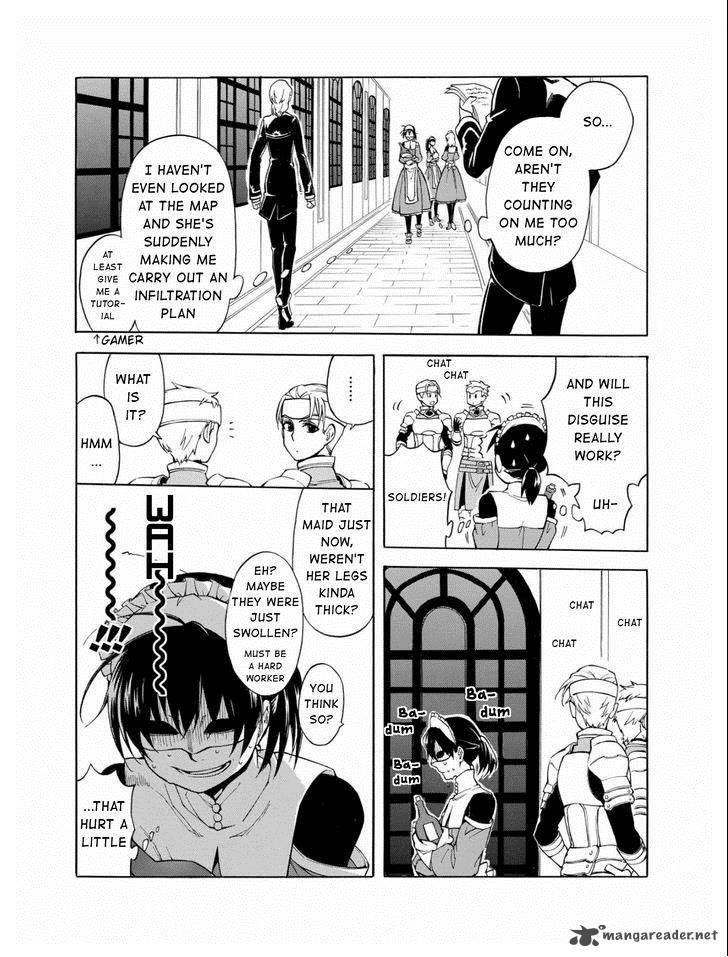 SO...
COME ON,
AREN'T
THEY
COUNTING
ON ME TOO
MUCH?
I HAVEN'T
EVEN LOOKED
AT THE MAP
AND SHE'S
SUDDENLY
MAKING ME
CARRY OUT AN
INFILTRATION
PLAN
AT
LEAST
GIVE
ME A
TUTOR-
IAL
↑GAMER
CHAT
CHAT
AND WILL
THIS
DISGUISE
REALLY
WORK?
SOLDIERS!
UH-
.......
WHAT
IS
IT?
HMM
...
CHAT
CHAT
CHAT
Ba-
dum
Ba-
dum
Ba-
dum
THAT
MAID JUST
NOW,
WEREN'T
HER LEGS
KINDA
THICK?
EH?
MAYBE
THEY WERE
JUST
SWOLLEN?
MUST BE
A HARD
WORKER
YOU
THINK
SO?
WAH
!!!
...THAT
HURT A
LITTLE
mangareader.net